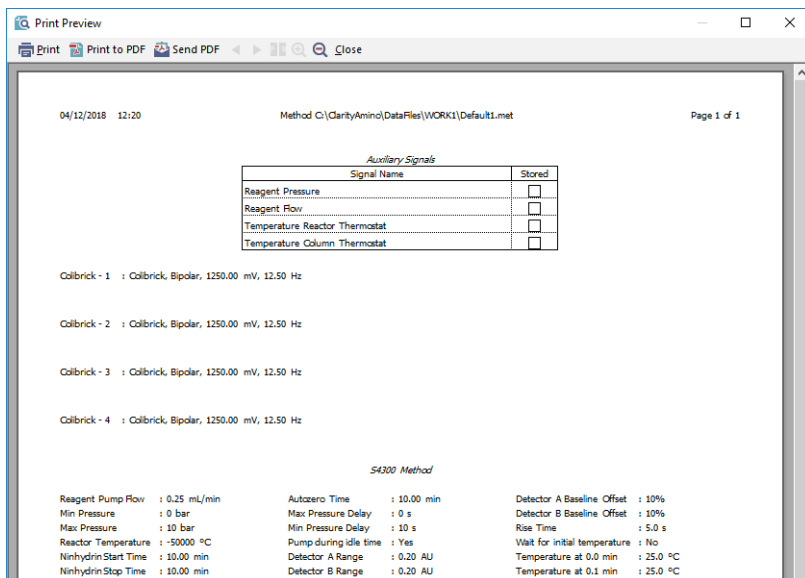 Print Preview
Print Print to PDF Send PDF Close
04/12/2018 12:20 Method C:\ClarityAmino\DataFiles\WORK1\Default1.met Page 1 of 1
Auxiliary Signals
Signal Name Stored
Reagent Pressure
Reagent Flow
Temperature Reactor Thermostat
Temperature Column Thermostat
Colibrick - 1 : Colibrick, Bipolar, 1250.00 mV, 12.50 Hz
Colibrick - 2 : Colibrick, Bipolar, 1250.00 mV, 12.50 Hz
Colibrick - 3 : Colibrick, Bipolar, 1250.00 mV, 12.50 Hz
Colibrick - 4 : Colibrick, Bipolar, 1250.00 mV, 12.50 Hz
S4300 Method
Reagent Pump Flow : 0.25 mL/min Autozero Time : 10.00 min Detector A Baseline Offset : 10%
Min Pressure : 0 bar Max Pressure Delay : 0 s Detector B Baseline Offset : 10%
Max Pressure : 10 bar Min Pressure Delay : 10 s Rise Time : 5.0 s
Reactor Temperature : -50000 °C Pump during idle time : Yes Wait for initial temperature : No
Ninhydrin Start Time : 10.00 min Detector A Range : 0.20 AU Temperature at 0.0 min : 25.0 °C
Ninhydrin Stop Time : 10.00 min Detector B Range : 0.20 AU Temperature at 0.1 min : 25.0 °C